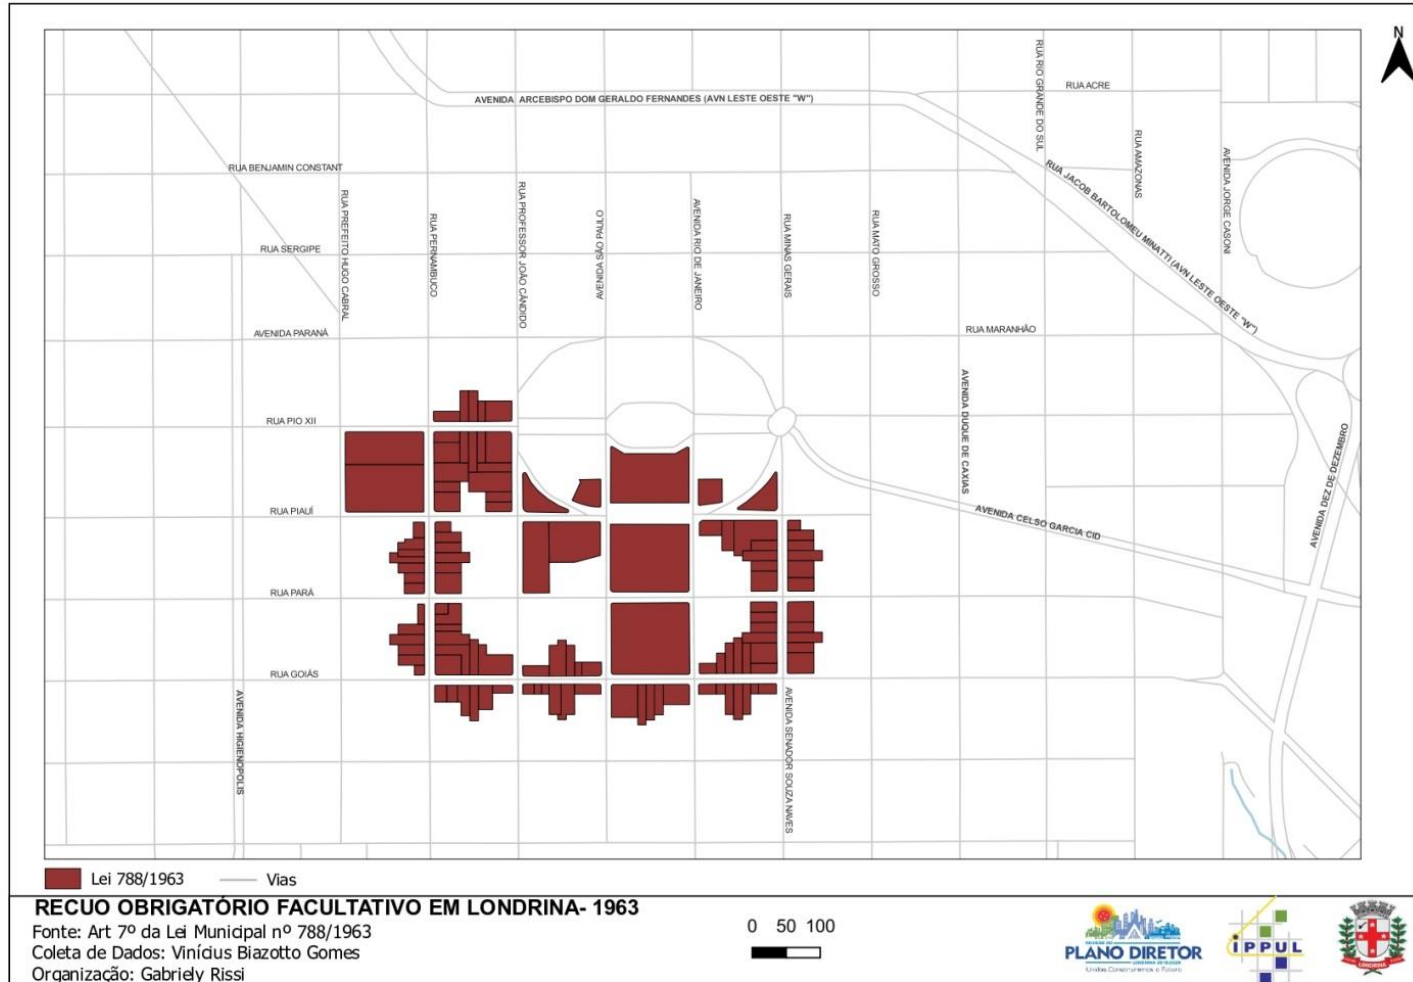 N
RUA RIO GRANDE DO SUL
RUA ACRE
AVENIDA ARCEBISPO DOM GERALDO FERNANDES (AVN LESTE OESTE "W")
RUA AMAZONAS
AVENIDA JORGE CASONI
RUA JACOB BARTOLOMEU MINATTI (AVN LESTE OESTE "W")
RUA BENJAMIN CONSTANT
RUA PREFEITO HUGO CABRAL
RUA PERNAMBUCO
RUA PROFESSOR JOÃO CÂNDIDO
AVENIDA SÃO PAULO
AVENIDA RIO DE JANEIRO
RUA MINAS GERAIS
RUA MATO GROSSO
RUA SERGIPE
AVENIDA PARANÁ
RUA MARANHÃO
AVENIDA DUQUE DE CAXIAS
RUA PIO XII
AVENIDA DEZ DE DEZEMBRO
RUA PIAUÍ
AVENIDA CELSO GARCIA CID
RUA PARÁ
RUA GOIÁS
AVENIDA HIGIENOPOLIS
AVENIDA SENADOR SOUZA NAVES
Lei 788/1963
Vias
RECUO OBRIGATÓRIO FACULTATIVO EM LONDRINA- 1963
Fonte: Art 7º da Lei Municipal nº 788/1963
Coleta de Dados: Vinícius Biazotto Gomes
Organização: Gabriely Rissi
0 50 100
PLANO DIRETOR
Unidos Construiremos o Futuro
IPPUL
LONDRINA